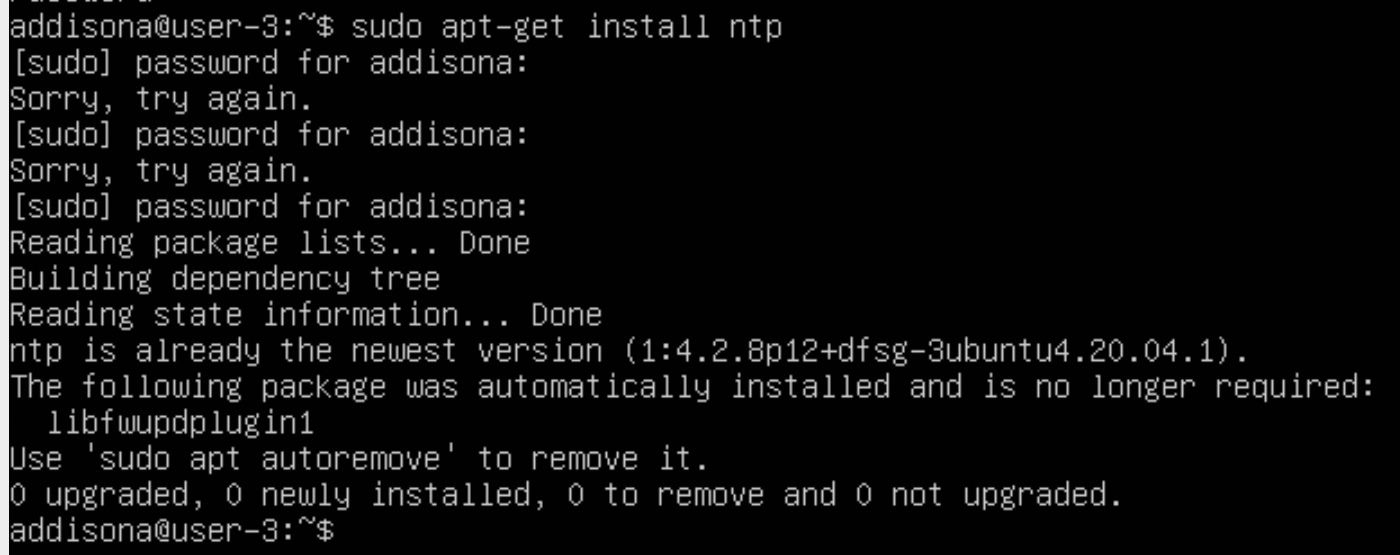 addisona@user-3:~$ sudo apt-get install ntp
[sudo] password for addisona:
Sorry, try again.
[sudo] password for addisona:
Sorry, try again.
[sudo] password for addisona:
Reading package lists... Done
Building dependency tree
Reading state information... Done
ntp is already the newest version (1:4.2.8p12+dfsg-3ubuntu4.20.04.1).
The following package was automatically installed and is no longer required:
  libfwupdplugin1
Use 'sudo apt autoremove' to remove it.
0 upgraded, 0 newly installed, 0 to remove and 0 not upgraded.
addisona@user-3:~$